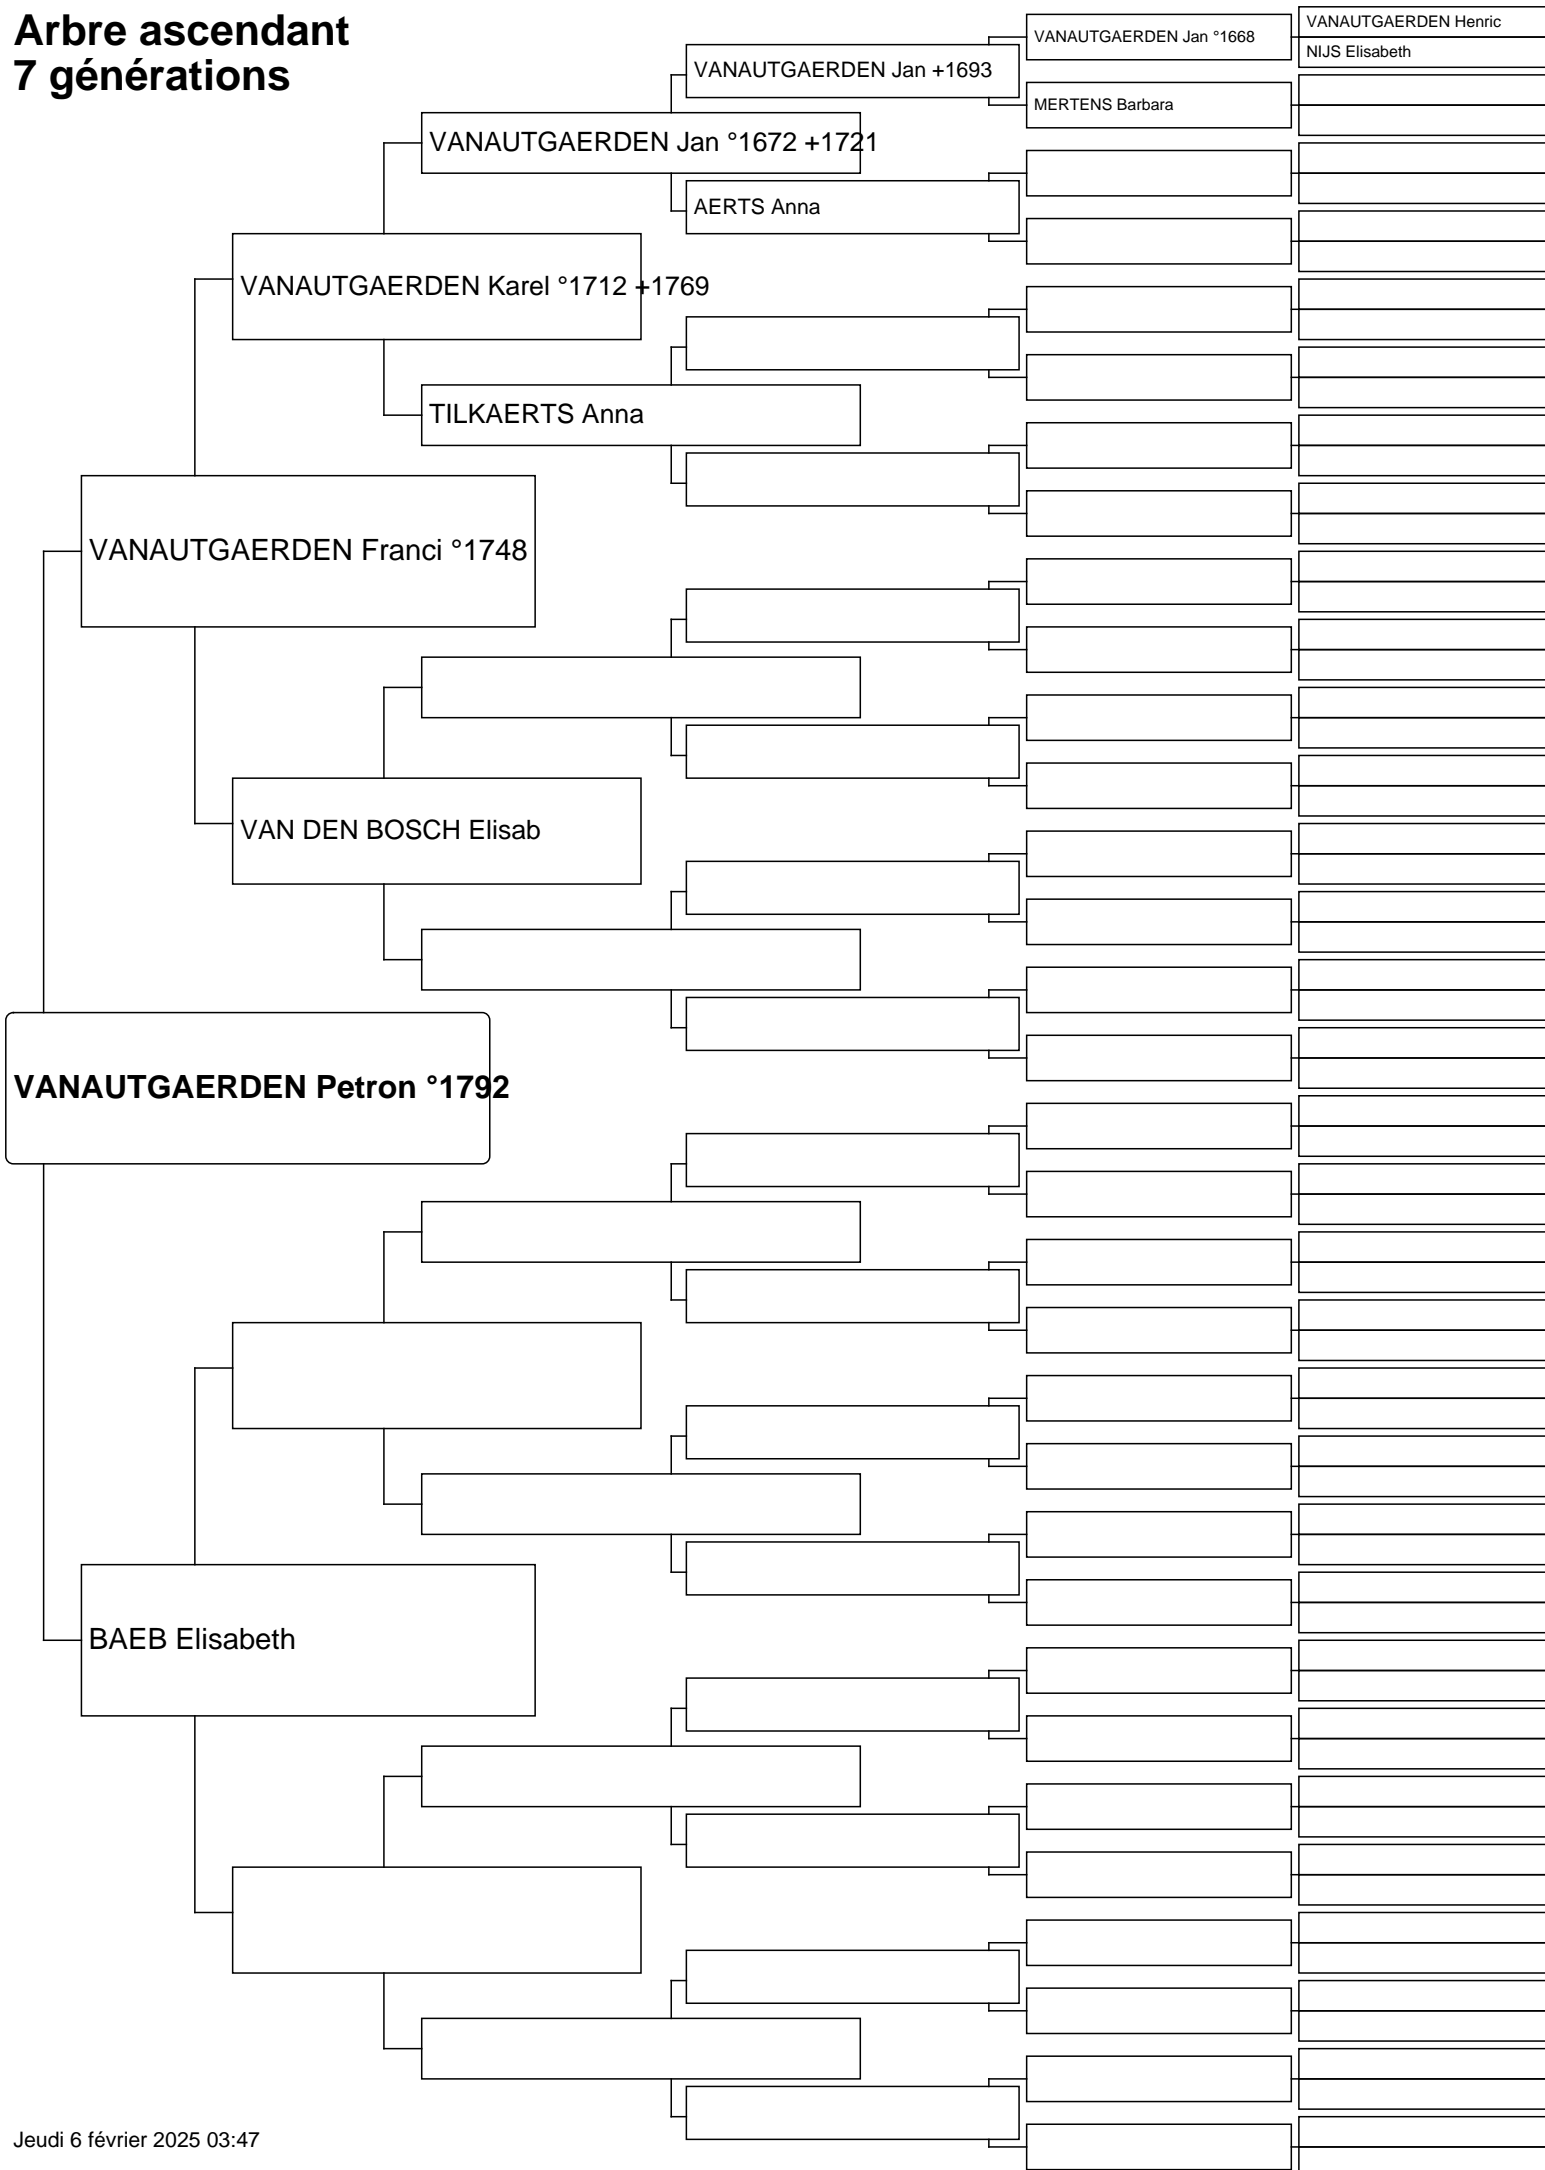 Arbre ascendant
7 générations
VANAUTGAERDEN Henric
NIJS Elisabeth
VANAUTGAERDEN Jan °1668
VANAUTGAERDEN Jan +1693
MERTENS Barbara
VANAUTGAERDEN Jan °1672 +1721
AERTS Anna
VANAUTGAERDEN Karel °1712 +1769
TILKAERTS Anna
VANAUTGAERDEN Franci °1748
VAN DEN BOSCH Elisab
VANAUTGAERDEN Petron °1792
BAEB Elisabeth
Jeudi 6 février 2025 03:47